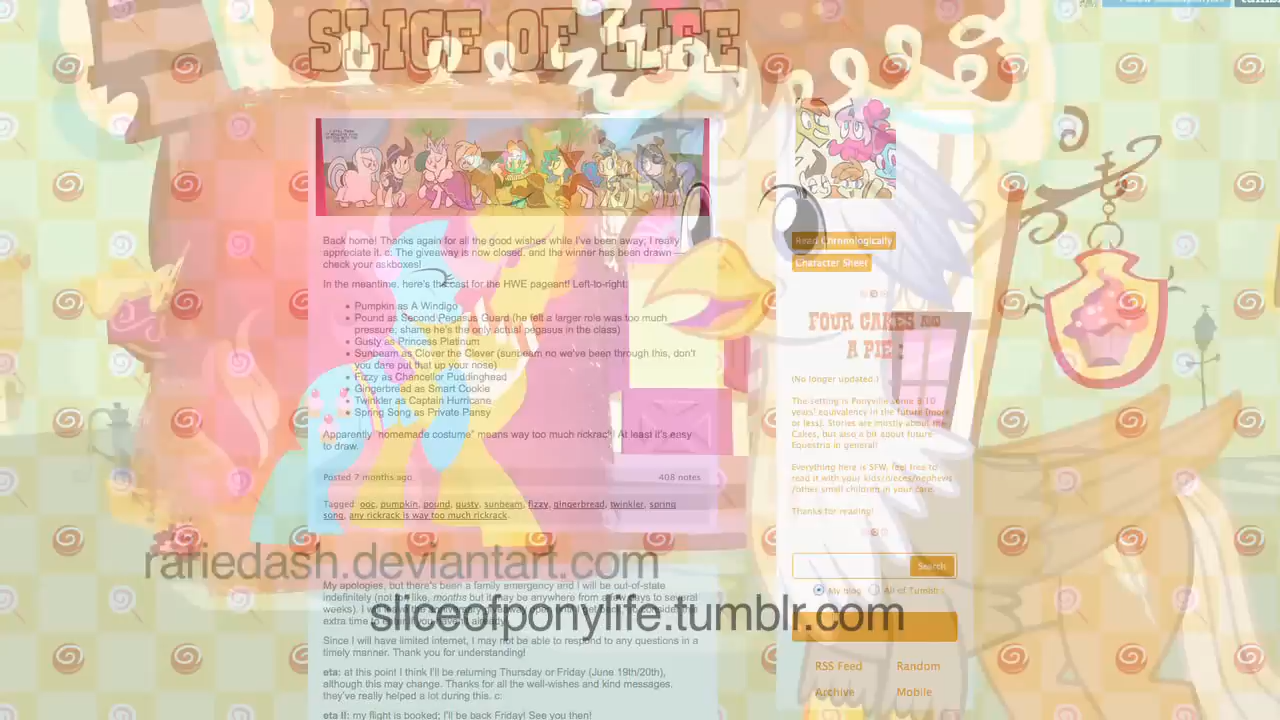 SLICE OF LIFE
Back home! Thanks again for all the good wishes while I've been away; I really
appreciate it. c: The giveaway is now closed, and the winner has been drawn —
check your askboxes!
In the meantime, here's the cast for the HWE pageant! Left-to-right:
Pumpkin as A Windigo
Pound as Second Pegasus Guard (he felt a larger role was too much
pressure; shame he's the only actual pegasus in the class)
Gusty as Princess Platinum
Sunbeam as Clover the Clever (sunbeam no we've been through this, don't
you dare put that up your nose)
Fizzy as Chancellor Puddinghead
Gingerbread as Smart Cookie
Twinkler as Captain Hurricane
Spring Song as Private Pansy
Apparently "homemade costume" means way too much rickrack! At least it's easy
to draw.
Posted 7 months ago
408 notes
Tagged: ooc, pumpkin, pound, gusty, sunbeam, fizzy, gingerbread, twinkler, spring
song, any rickrack is way too much rickrack.
rariedash.deviantart.com
My apologies, but there's been a family emergency and I will be out-of-state
indefinitely (not like, months but it may be anywhere from a few days to several
sliceofponylife.tumblr.com
Since I will have limited internet, I may not be able to respond to any questions in a
timely manner. Thank you for understanding!
eta: at this point I think I'll be returning Thursday or Friday (June 19th/20th),
although this may change. Thanks for all the well-wishes and kind messages,
they've really helped a lot during this. c:
eta II: my flight is booked; I'll be back Friday! See you then!
Read Chronologically
Character Sheet
FOUR CAKES AND
A PIE :
(No longer updated.)
The setting is Ponyville some 8-10
years' equivalency in the future (more
or less). Stories are mostly about the
Cakes, but also a bit about future
Equestria in general!
Everything here is SFW, feel free to
read it with your kids/nieces/nephews
/other small children in your care.
Thanks for reading!
Search
My blog
All of Tumblr
RSS Feed
Random
Archive
Mobile